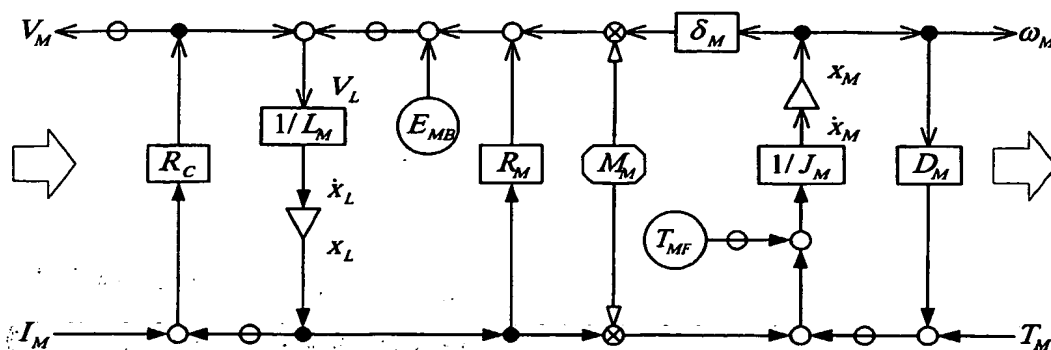 V_M δ_M ω_M
V_L x_M
1/L_M E_MB ẋ_M
R_C R_M M_M 1/J_M D_M
ẋ_L
x_L T_MF
I_M T_M